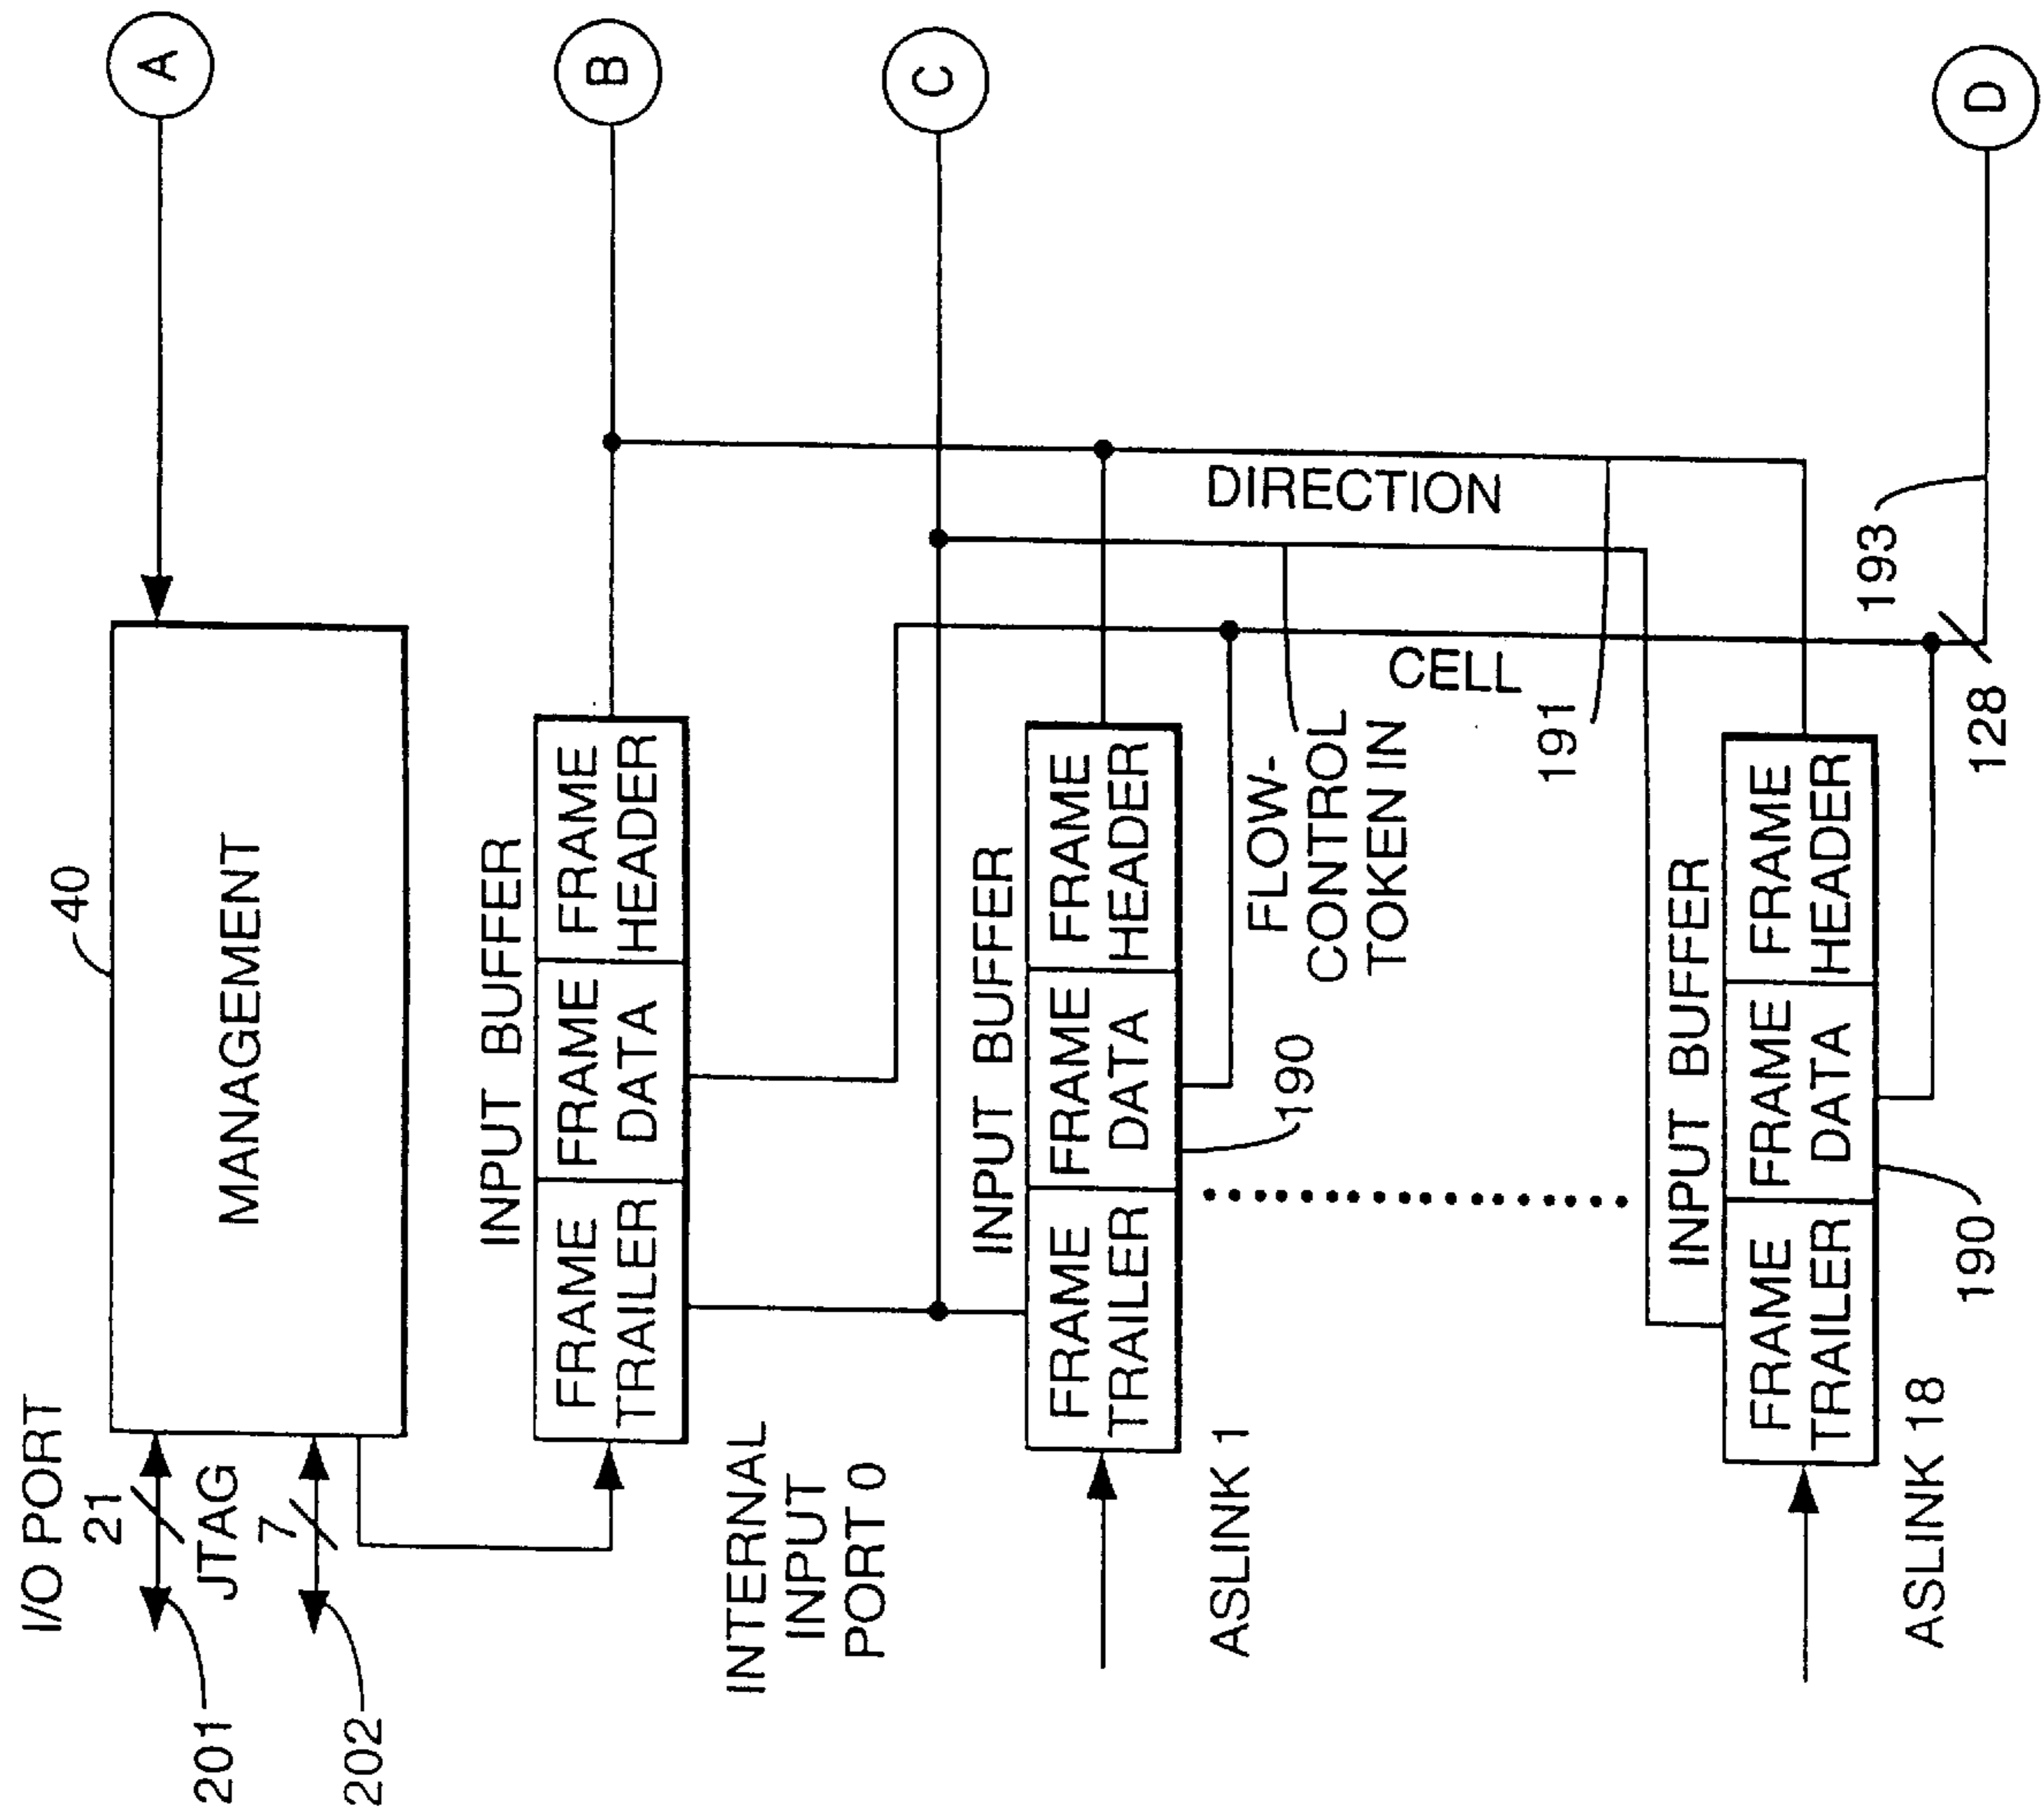 A
B
C
D
40
MANAGEMENT
I/O PORT
21
JTAG
7
201
202
INPUT BUFFER
FRAME
TRAILER
FRAME
DATA
FRAME
HEADER
INTERNAL
INPUT
PORT 0
INPUT BUFFER
FRAME
TRAILER
FRAME
DATA
FRAME
HEADER
190
ASLINK 1
DIRECTION
CELL
FLOW-
CONTROL
TOKEN IN
191
INPUT BUFFER
FRAME
TRAILER
FRAME
DATA
FRAME
HEADER
190
ASLINK 18
193
128